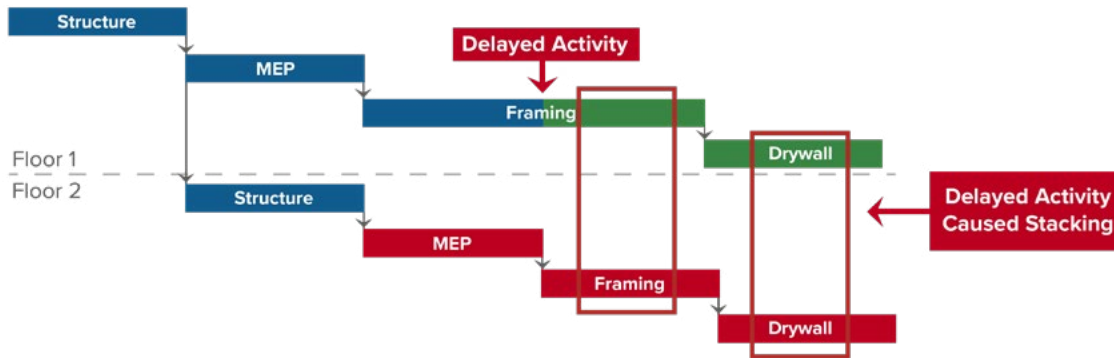 Structure
MEP
Delayed Activity
Framing
Drywall
Floor 1
Floor 2
Structure
MEP
Framing
Drywall
Delayed Activity
Caused Stacking